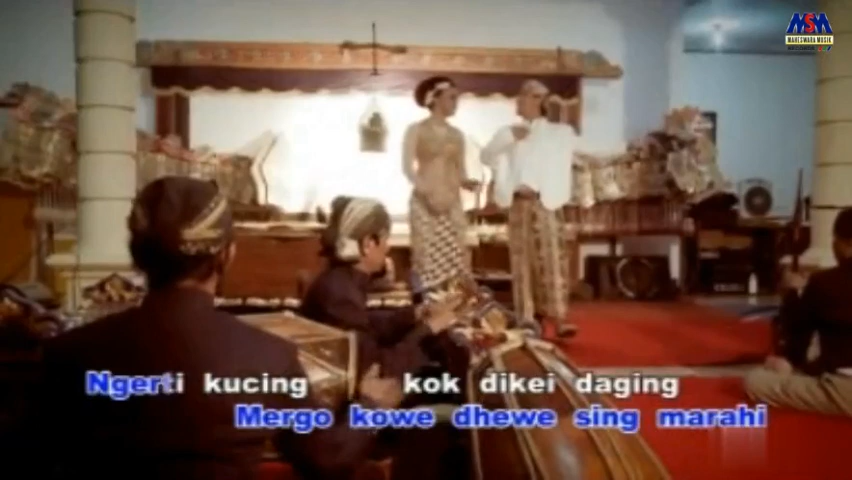 MSM
MAHESWARA MUSIK
Ngerti kucing kok dikei daging
Mergo kowe dhewe sing marahi